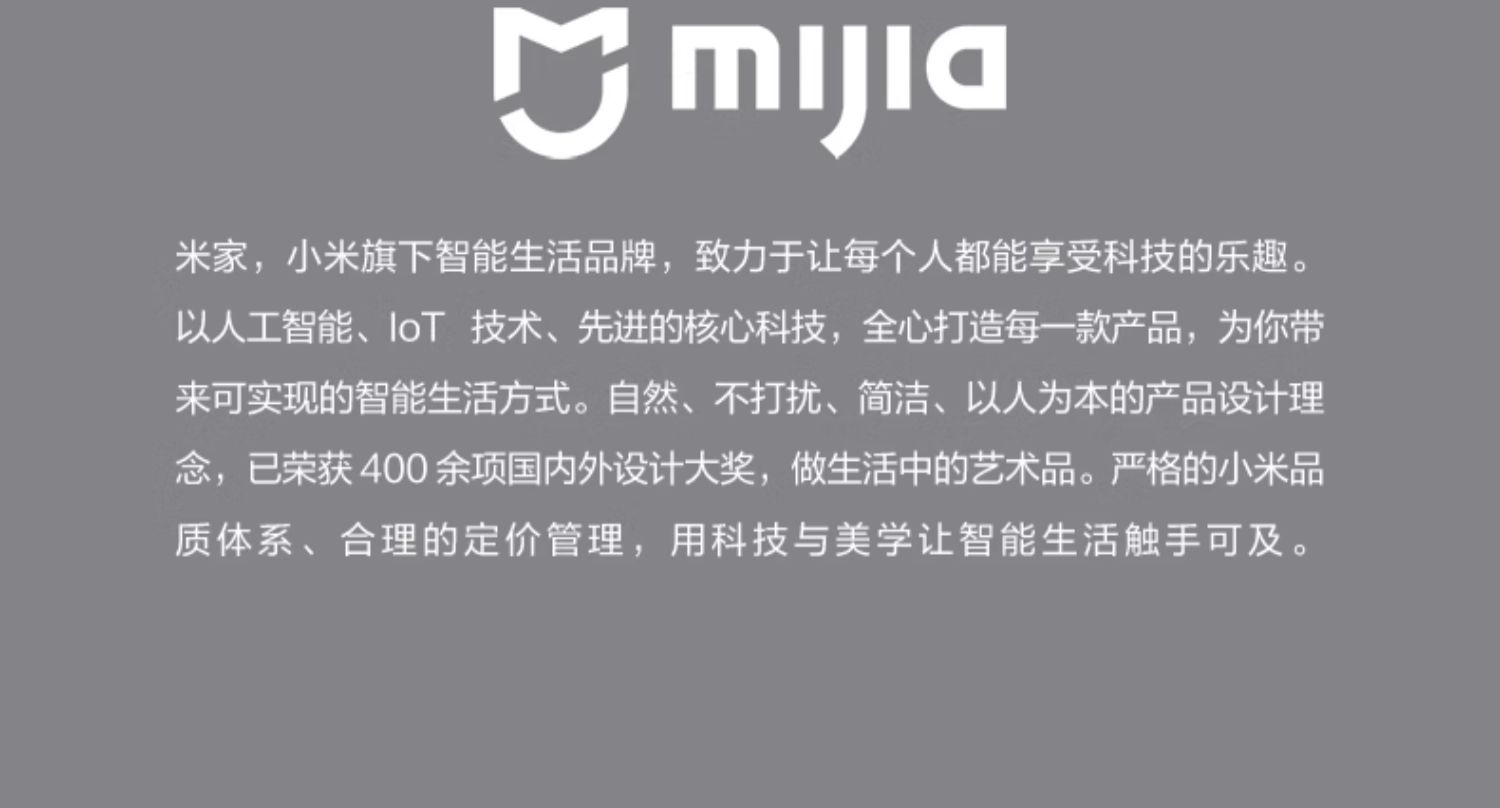 mijia
米家，小米旗下智能生活品牌，致力于让每个人都能享受科技的乐趣。
以人工智能、IoT 技术、先进的核心科技，全心打造每一款产品，为你带
来可实现的智能生活方式。自然、不打扰、简洁、以人为本的产品设计理
念，已荣获 400 余项国内外设计大奖，做生活中的艺术品。严格的小米品
质体系、合理的定价管理，用科技与美学让智能生活触手可及。